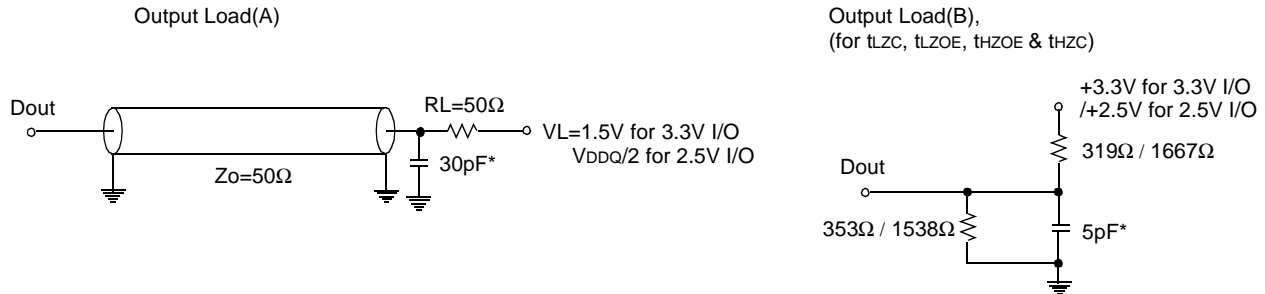 Output Load(A)
Dout
Zo=50Ω
RL=50Ω
30pF*
VL=1.5V for 3.3V I/O
VDDQ/2 for 2.5V I/O
Output Load(B),
(for tLZC, tLZOE, tHZOE & tHZC)
+3.3V for 3.3V I/O
/+2.5V for 2.5V I/O
319Ω / 1667Ω
Dout
353Ω / 1538Ω
5pF*